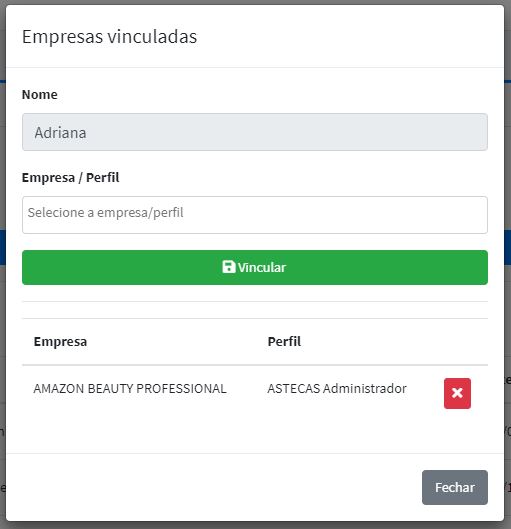 Empresas vinculadas
Nome
Adriana
Empresa / Perfil
Selecione a empresa/perfil
Vincular
Empresa Perfil
AMAZON BEAUTY PROFESSIONAL ASTECAS Administrador
Fechar